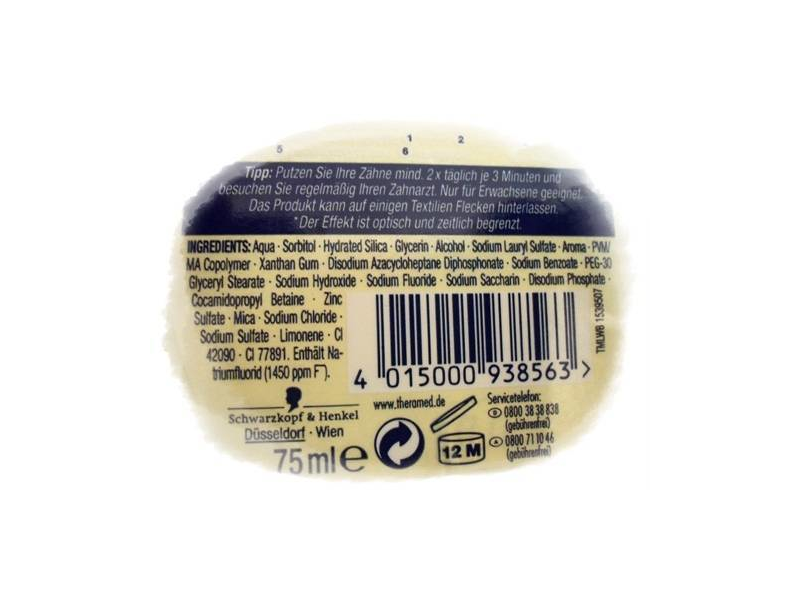 1 2
5 6
Tipp: Putzen Sie Ihre Zähne mind. 2x täglich je 3 Minuten und
besuchen Sie regelmäßig Ihren Zahnarzt. Nur für Erwachsene geeignet.
Das Produkt kann auf einigen Textilien Flecken hinterlassen.
*Der Effekt ist optisch und zeitlich begrenzt.
INGREDIENTS: Aqua · Sorbitol · Hydrated Silica · Glycerin · Alcohol · Sodium Lauryl Sulfate · Aroma · PVM/
MA Copolymer · Xanthan Gum · Disodium Azacycloheptane Diphosphonate · Sodium Benzoate · PEG-30
Glyceryl Stearate · Sodium Hydroxide · Sodium Fluoride · Sodium Saccharin · Disodium Phosphate ·
Cocamidopropyl Betaine · Zinc
Sulfate · Mica · Sodium Chloride ·
Sodium Sulfate · Limonene · CI
42090 · CI 77891. Enthält Na-
triumfluorid (1450 ppm F⁻).
4 015000 938563 >
TMLWB 1539507
Schwarzkopf & Henkel
Düsseldorf · Wien
75 ml e
www.theramed.de
12 M
Servicetelefon:
D 0800 38 38 838
(gebührenfrei)
A 0800 71 10 46
(gebührenfrei)